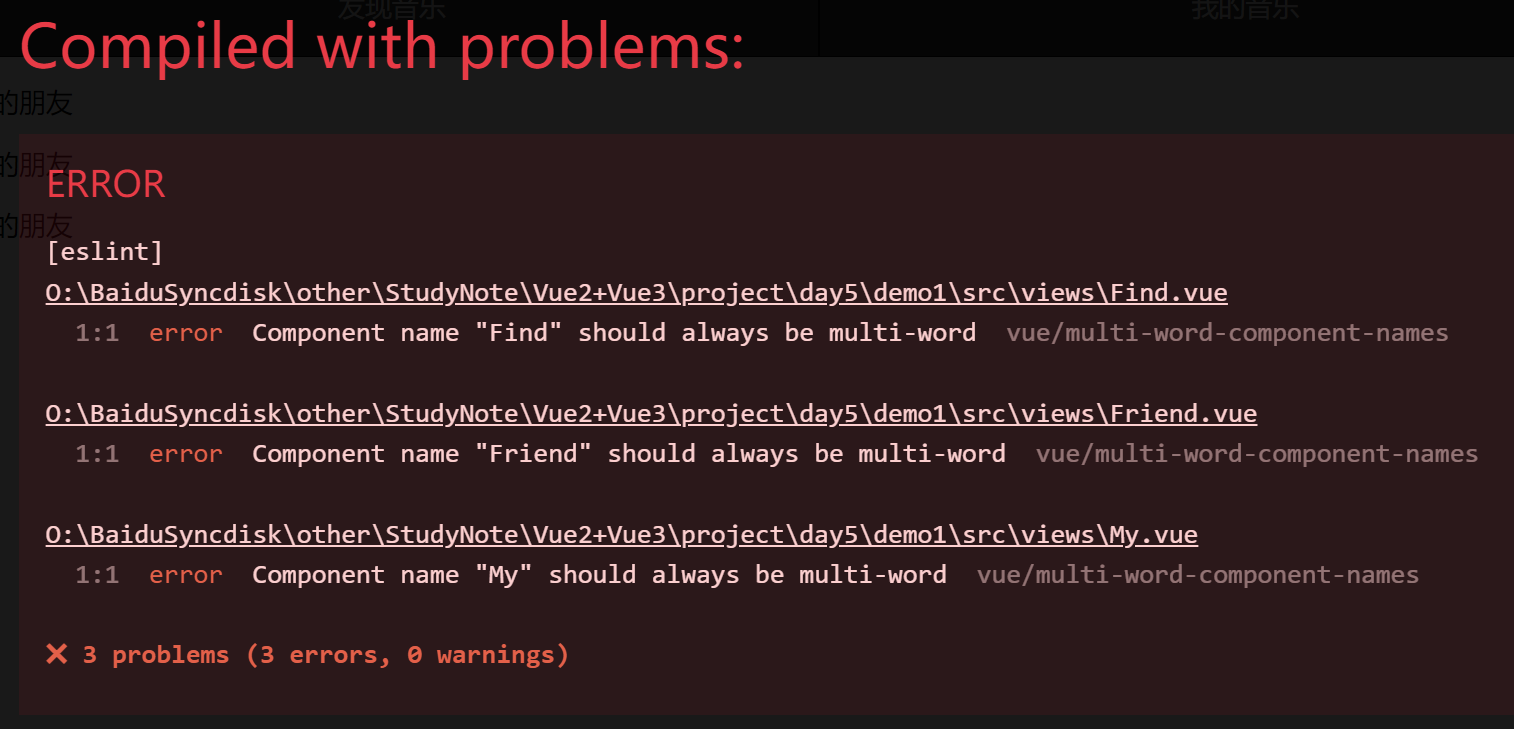 发现音乐
我的音乐
Compiled with problems:
的朋友
的朋友
ERROR
的朋友
[eslint]
O:\BaiduSyncdisk\other\StudyNote\Vue2+Vue3\project\day5\demo1\src\views\Find.vue
1:1 error Component name "Find" should always be multi-word vue/multi-word-component-names
O:\BaiduSyncdisk\other\StudyNote\Vue2+Vue3\project\day5\demo1\src\views\Friend.vue
1:1 error Component name "Friend" should always be multi-word vue/multi-word-component-names
O:\BaiduSyncdisk\other\StudyNote\Vue2+Vue3\project\day5\demo1\src\views\My.vue
1:1 error Component name "My" should always be multi-word vue/multi-word-component-names
✕ 3 problems (3 errors, 0 warnings)